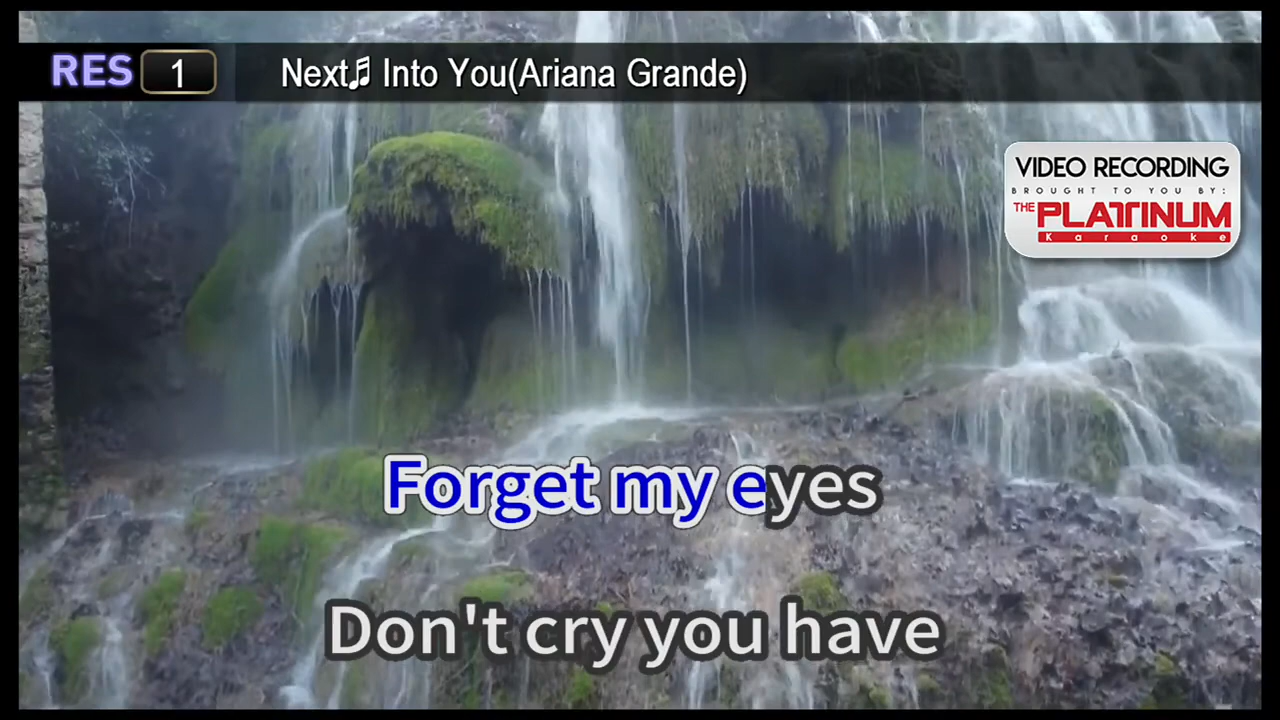 RES 1 Next♫ Into You(Ariana Grande)
VIDEO RECORDING
BROUGHT TO YOU BY:
THE PLATINUM
Karaoke
Forget my eyes
Don't cry you have